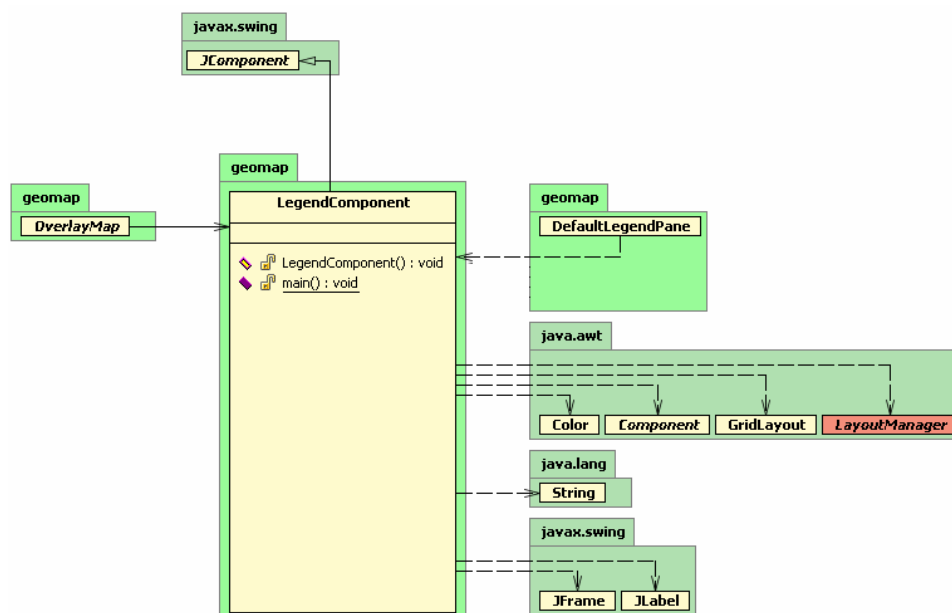 javax.swing
JComponent
geomap
LegendComponent
LegendComponent() : void
main() : void
geomap
OverlayMap
geomap
DefaultLegendPane
java.awt
Color
Component
GridLayout
LayoutManager
java.lang
String
javax.swing
JFrame
JLabel